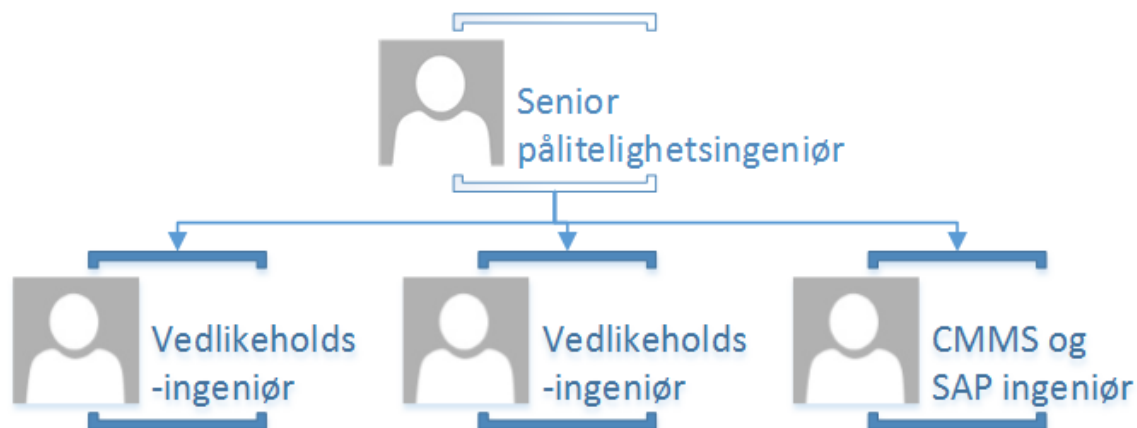 Senior
pålitelighetsingeniør
Vedlikeholds
-ingeniør
Vedlikeholds
-ingeniør
CMMS og
SAP ingeniør